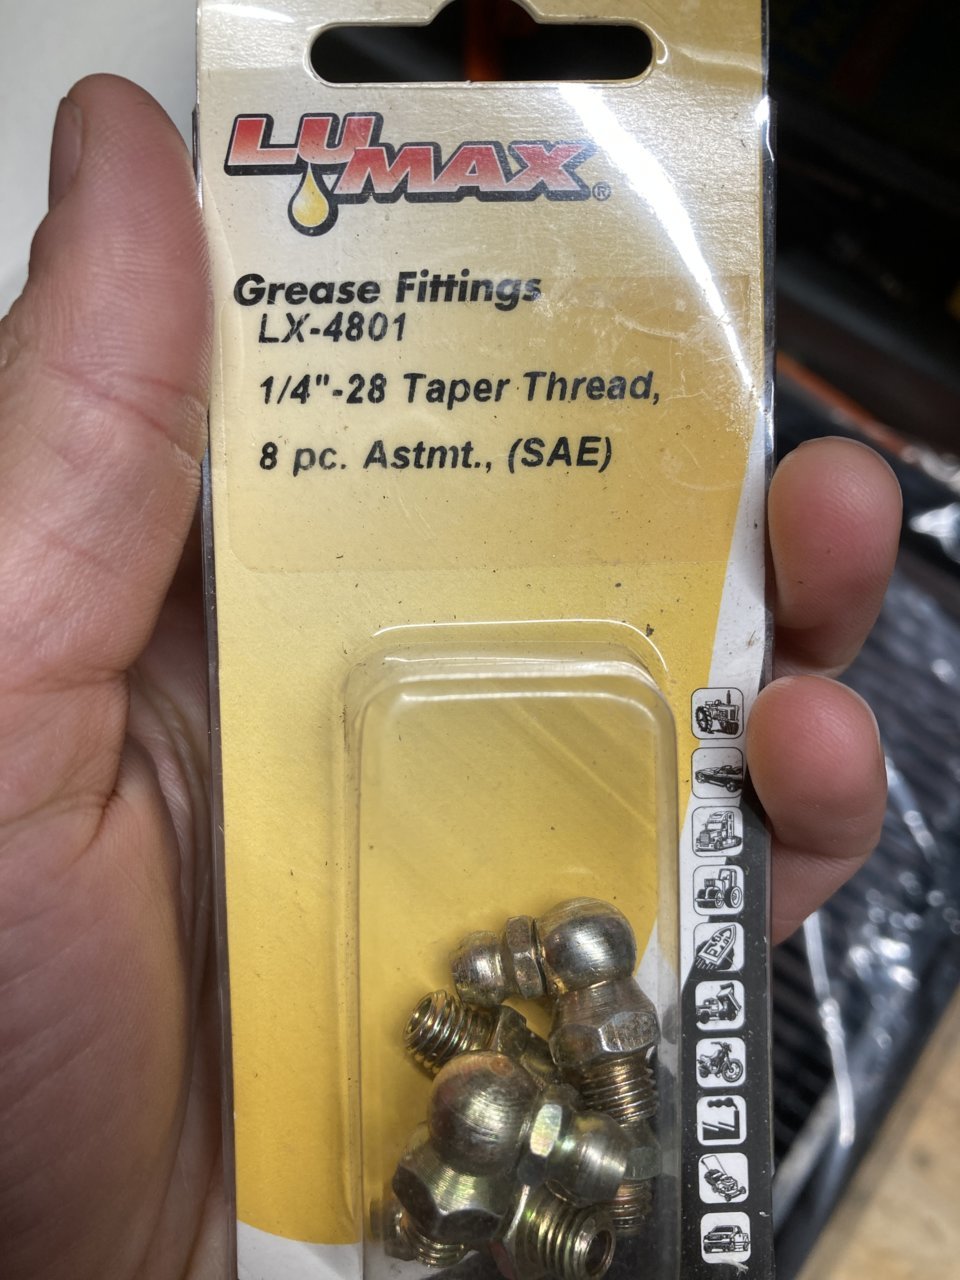 LUMAX®
Grease Fittings
LX-4801
1/4"-28 Taper Thread,
8 pc. Astmt., (SAE)